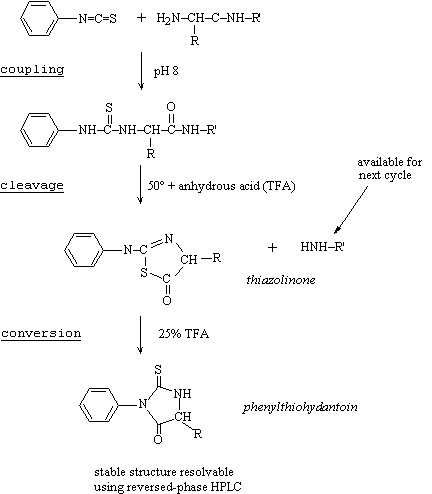 N=C=S + H₂N-CH-C-NH-R'
R
coupling
pH 8
S O
NH-C-NH-CH-C-NH-R'
R
available for
next cycle
cleavage
50° + anhydrous acid (TFA)
N-C=N
CH-R + HNH-R'
S-C
O
thiazolinone
conversion
25% TFA
S
C
N NH
C-CH
O R
phenylthiohydantoin
stable structure resolvable
using reversed-phase HPLC